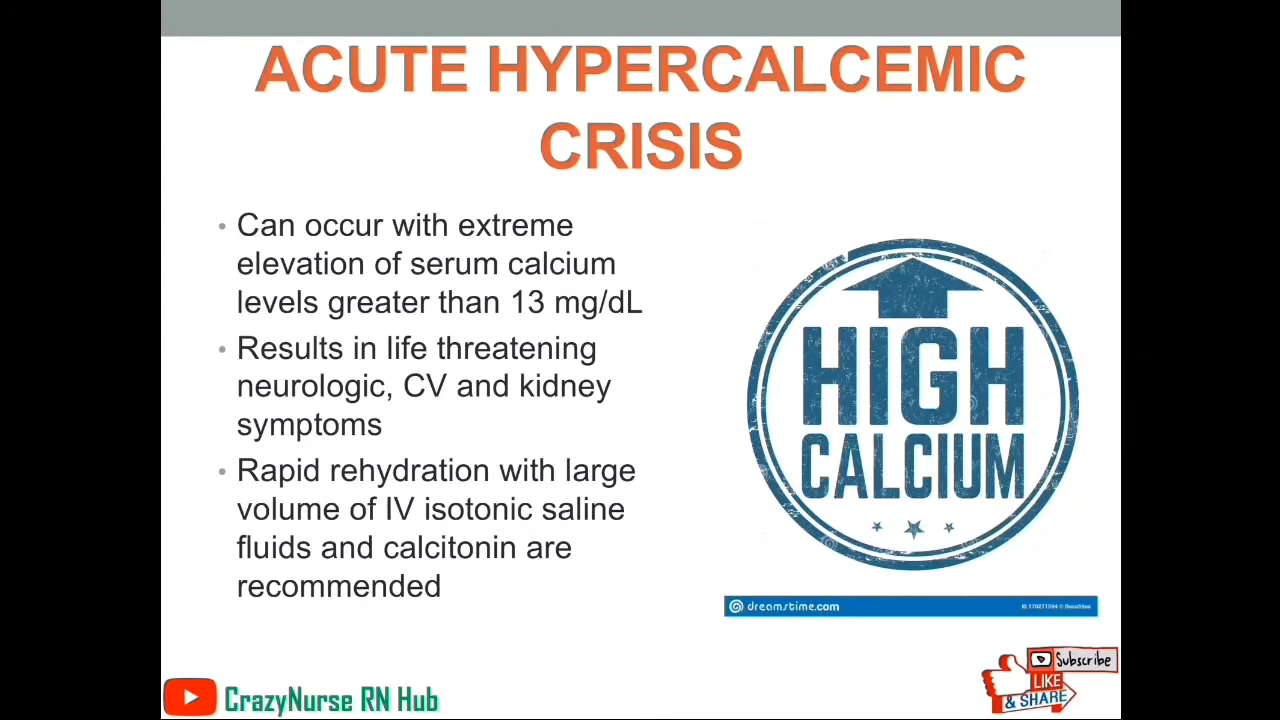 ACUTE HYPERCALCEMIC
CRISIS
• Can occur with extreme
elevation of serum calcium
levels greater than 13 mg/dL
• Results in life threatening
neurologic, CV and kidney
symptoms
• Rapid rehydration with large
volume of IV isotonic saline
fluids and calcitonin are
recommended
HIGH
CALCIUM
dreamstime.com
ID 170271594 ©
Subscribe
LIKE
& SHARE
CrazyNurse RN Hub